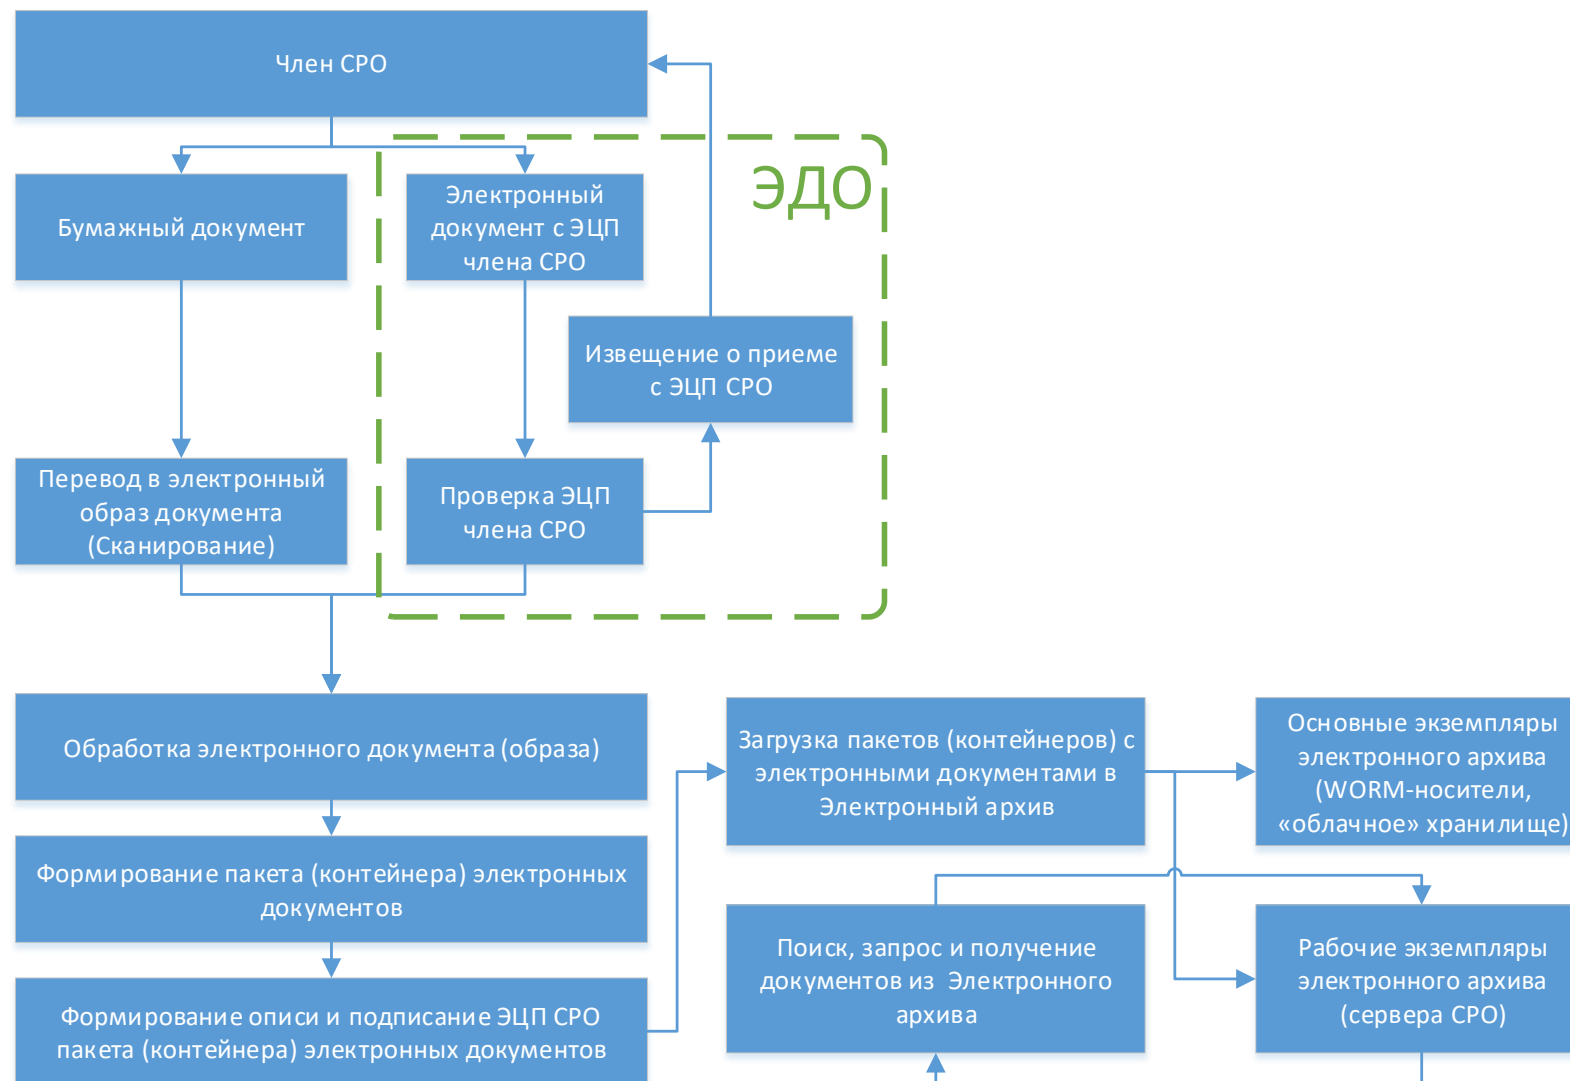 Член СРО
ЭДО
Бумажный документ
Электронный
документ с ЭЦП
члена СРО
Извещение о приеме
с ЭЦП СРО
Перевод в электронный
образ документа
(Сканирование)
Проверка ЭЦП
члена СРО
Обработка электронного документа (образа)
Формирование пакета (контейнера) электронных
документов
Формирование описи и подписание ЭЦП СРО
пакета (контейнера) электронных документов
Загрузка пакетов (контейнеров) с
электронными документами в
Электронный архив
Основные экземпляры
электронного архива
(WORM-носители,
«облачное» хранилище)
Поиск, запрос и получение
документов из Электронного
архива
Рабочие экземпляры
электронного архива
(сервера СРО)